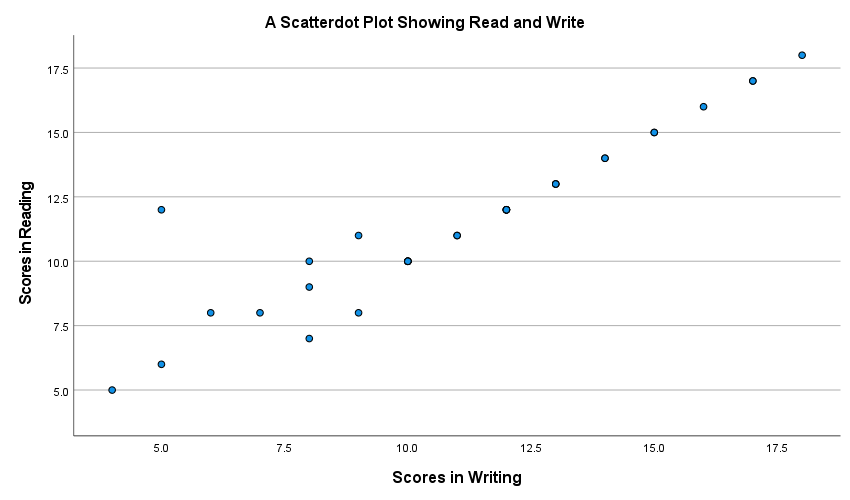 A Scatterdot Plot Showing Read and Write
17.5
15.0
12.5
10.0
7.5
5.0
Scores in Reading
5.0 7.5 10.0 12.5 15.0 17.5
Scores in Writing